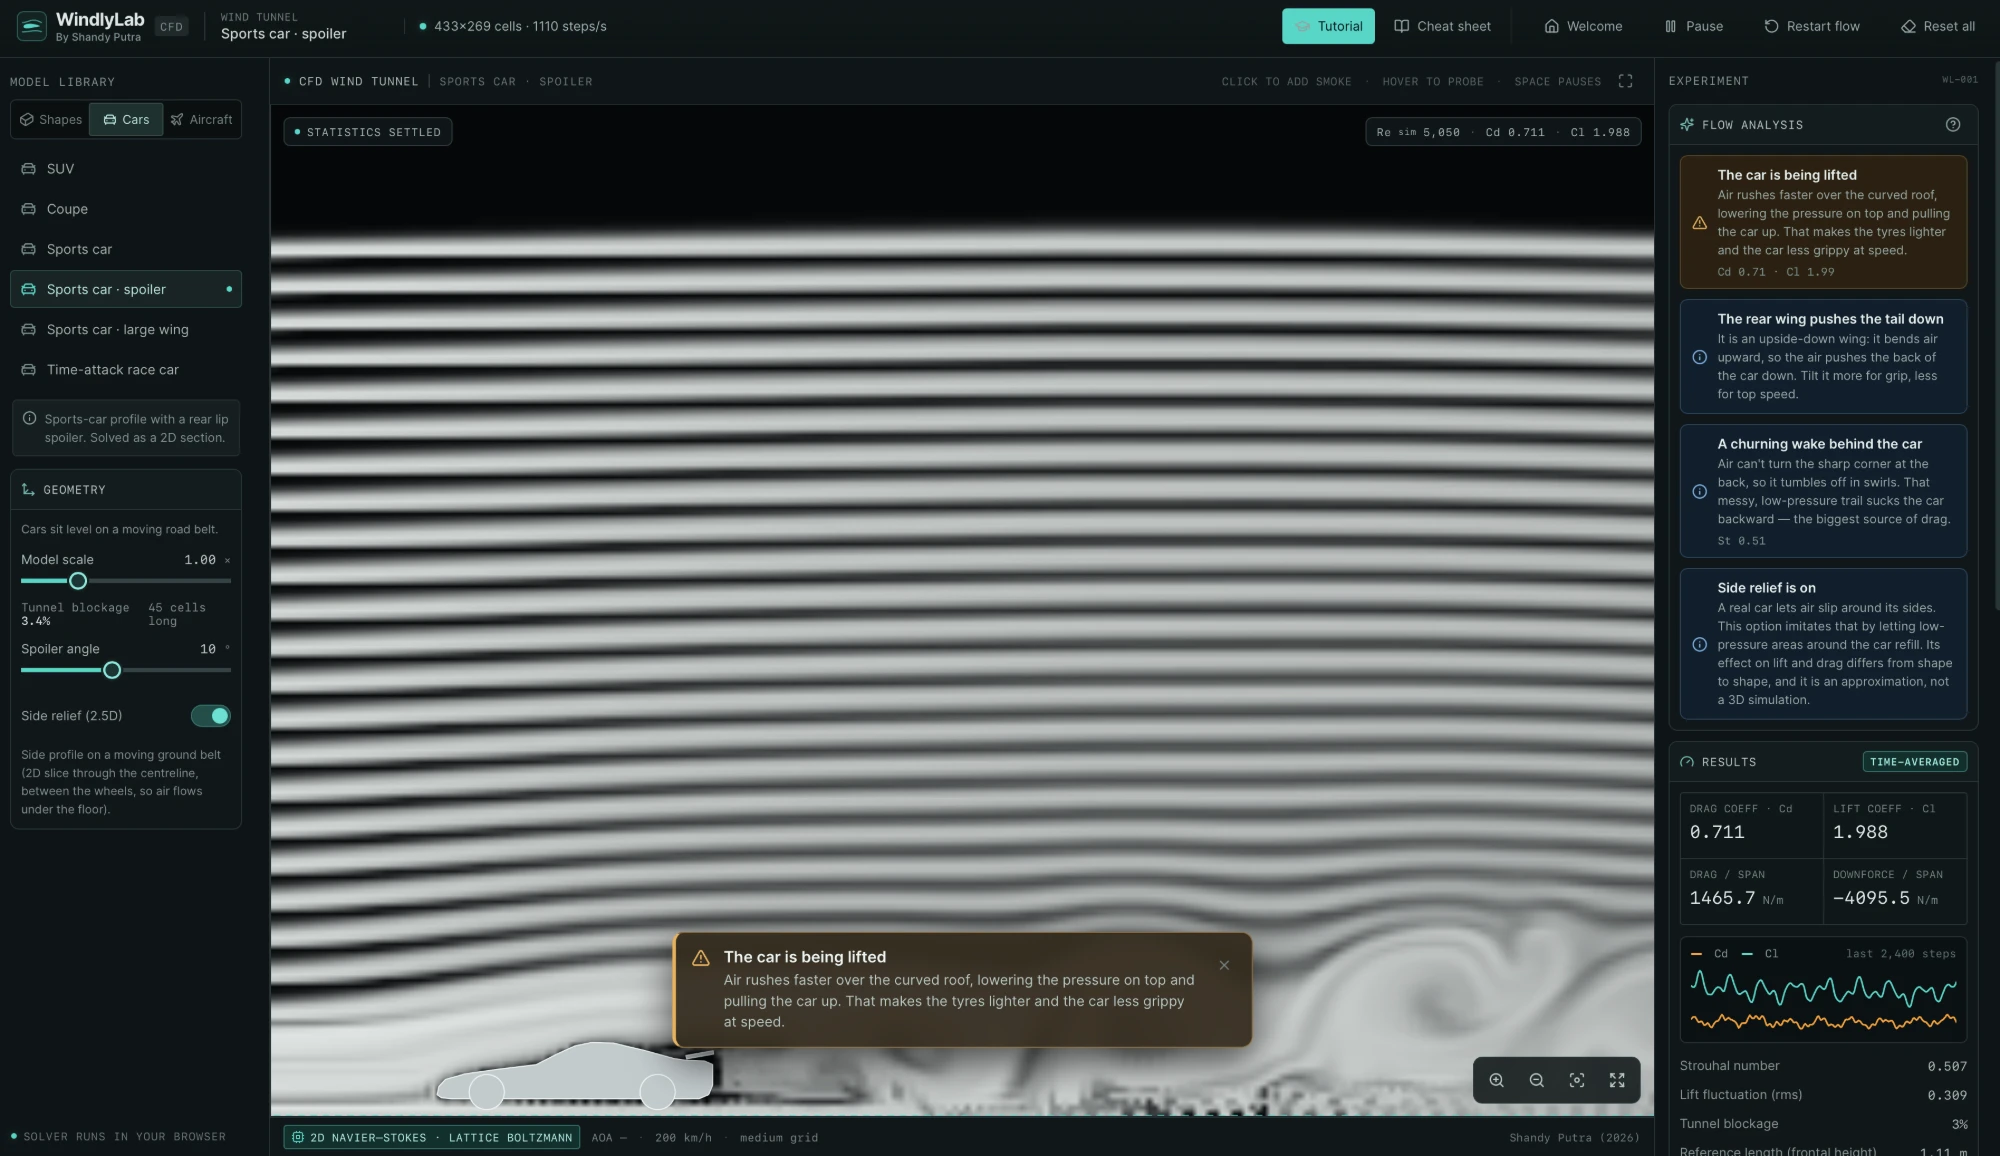 WindlyLab
By Shandy Putra
CFD
WIND TUNNEL
Sports car · spoiler
433×269 cells · 1110 steps/s
Tutorial
Cheat sheet
Welcome
Pause
Restart flow
Reset all
MODEL LIBRARY
Shapes
Cars
Aircraft
SUV
Coupe
Sports car
Sports car · spoiler
Sports car · large wing
Time-attack race car
Sports-car profile with a rear lip
spoiler. Solved as a 2D section.
GEOMETRY
Cars sit level on a moving road belt.
Model scale 1.00 ×
Tunnel blockage 45 cells
3.4% long
Spoiler angle 10 °
Side relief (2.5D)
Side profile on a moving ground belt
(2D slice through the centreline,
between the wheels, so air flows
under the floor).
SOLVER RUNS IN YOUR BROWSER
CFD WIND TUNNEL | SPORTS CAR · SPOILER
CLICK TO ADD SMOKE · HOVER TO PROBE · SPACE PAUSES
STATISTICS SETTLED
Re sim 5,050 · Cd 0.711 · Cl 1.988
The car is being lifted
Air rushes faster over the curved roof, lowering the pressure on top and
pulling the car up. That makes the tyres lighter and the car less grippy
at speed.
2D NAVIER–STOKES · LATTICE BOLTZMANN
AOA — · 200 km/h · medium grid
Shandy Putra (2026)
EXPERIMENT
WL-001
FLOW ANALYSIS
The car is being lifted
Air rushes faster over the curved roof,
lowering the pressure on top and pulling
the car up. That makes the tyres lighter
and the car less grippy at speed.
Cd 0.71 · Cl 1.99
The rear wing pushes the tail down
It is an upside-down wing: it bends air
upward, so the air pushes the back of
the car down. Tilt it more for grip, less
for top speed.
A churning wake behind the car
Air can't turn the sharp corner at the
back, so it tumbles off in swirls. That
messy, low-pressure trail sucks the car
backward — the biggest source of drag.
St 0.51
Side relief is on
A real car lets air slip around its sides.
This option imitates that by letting low-
pressure areas around the car refill. Its
effect on lift and drag differs from shape
to shape, and it is an approximation, not
a 3D simulation.
RESULTS
TIME-AVERAGED
DRAG COEFF · Cd
0.711
LIFT COEFF · Cl
1.988
DRAG / SPAN
1465.7 N/m
DOWNFORCE / SPAN
−4095.5 N/m
Cd Cl last 2,400 steps
Strouhal number 0.507
Lift fluctuation (rms) 0.309
Tunnel blockage 3%
Reference length (frontal height) 1.11 m